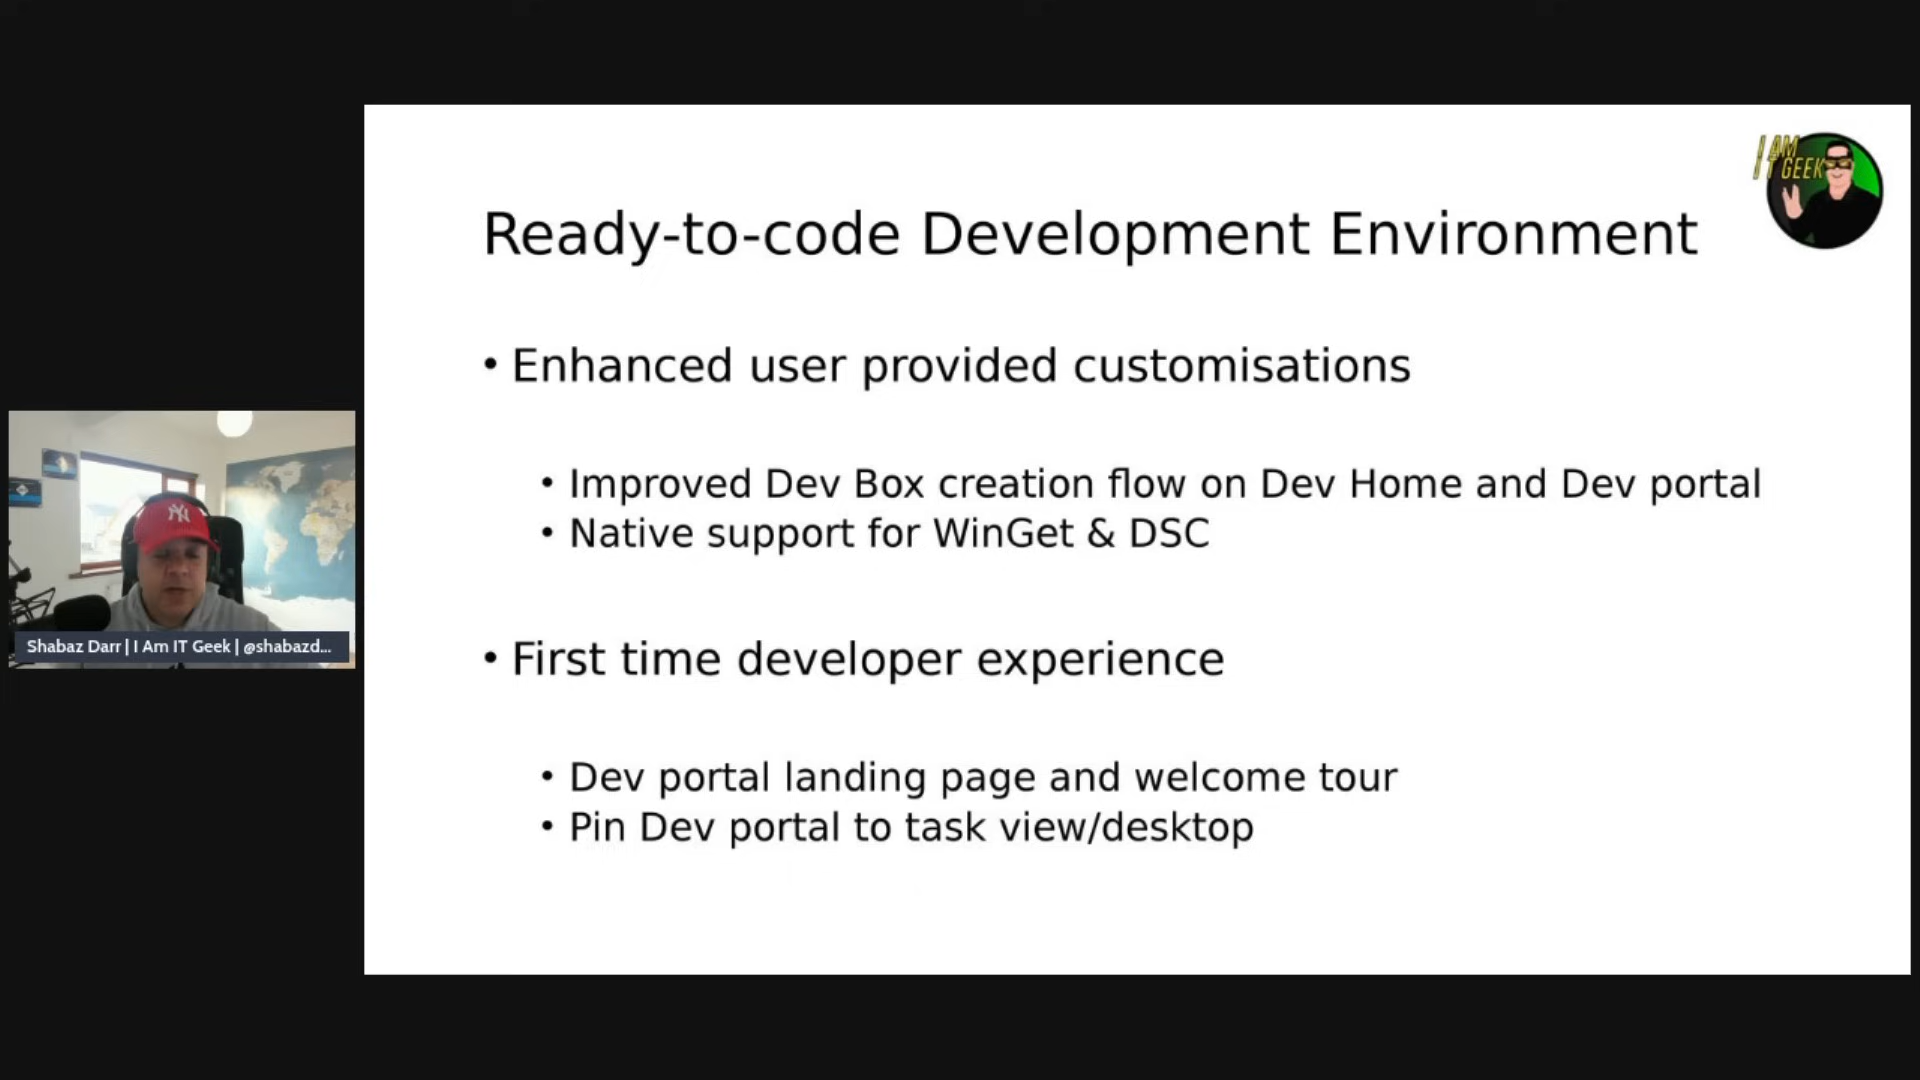 I AM
IT GEEK
Ready-to-code Development Environment
• Enhanced user provided customisations
• Improved Dev Box creation flow on Dev Home and Dev portal
• Native support for WinGet & DSC
• First time developer experience
• Dev portal landing page and welcome tour
• Pin Dev portal to task view/desktop
NY
Shabaz Darr | I Am IT Geek | @shabazd...